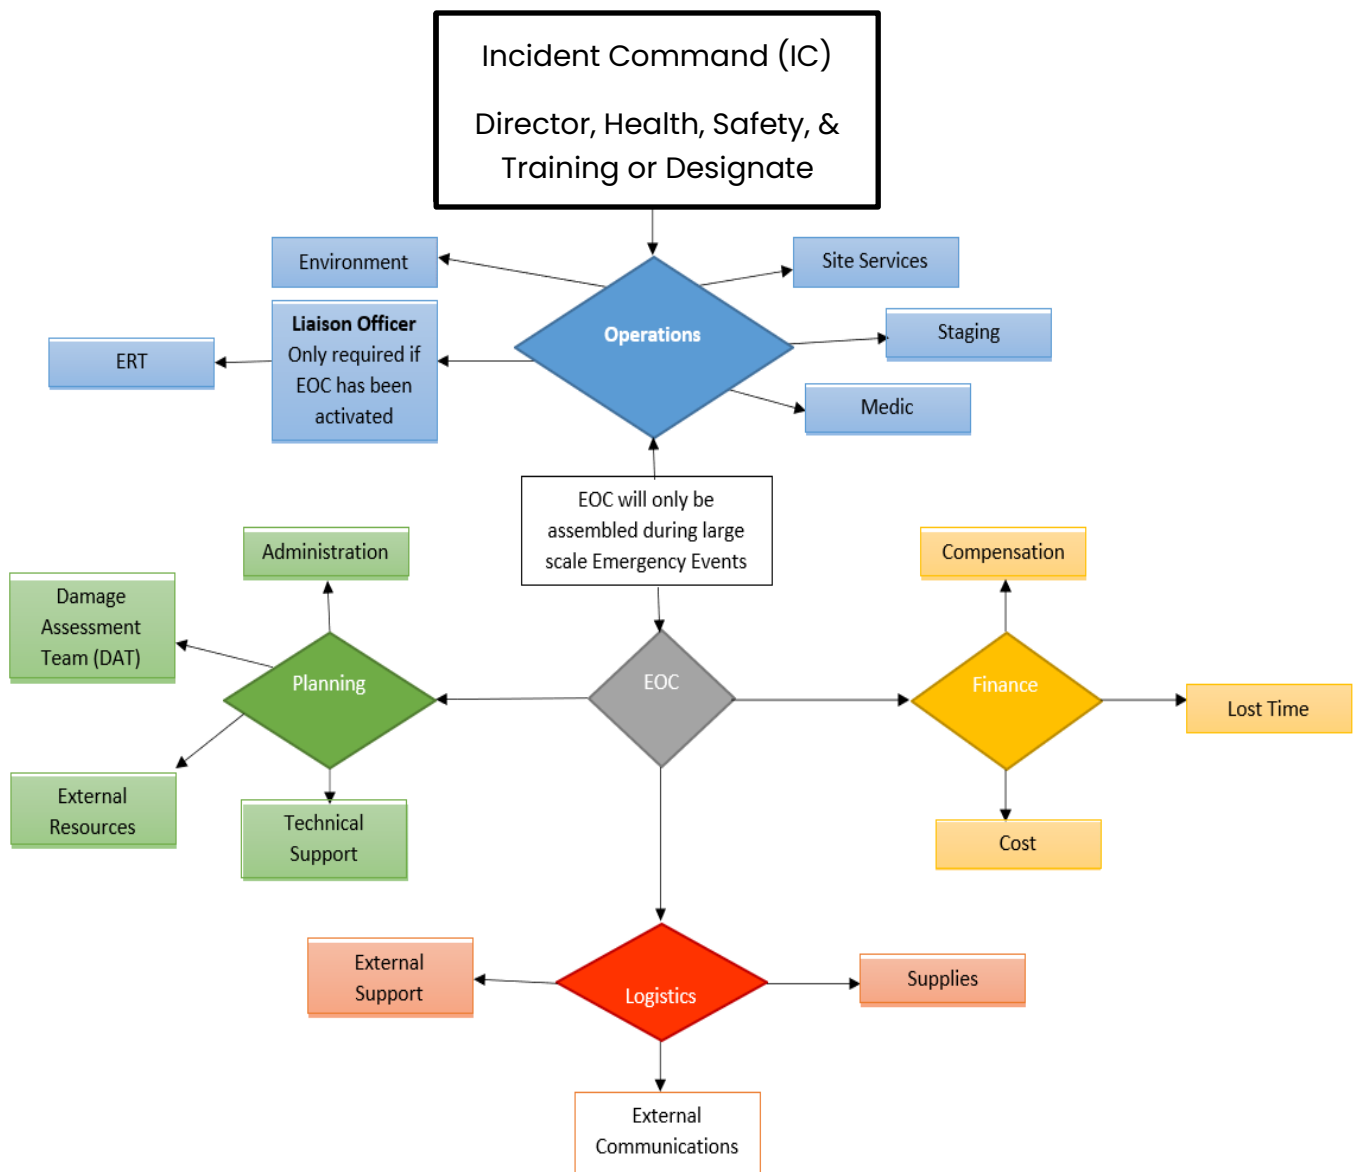 Incident Command (IC)
Director, Health, Safety, &
Training or Designate
Environment
Site Services
Liaison Officer
Only required if
EOC has been
activated
Operations
Staging
ERT
Medic
EOC will only be
assembled during large
scale Emergency Events
Administration
Compensation
Damage
Assessment
Team (DAT)
Planning
EOC
Finance
Lost Time
External
Resources
Technical
Support
Cost
External
Support
Logistics
Supplies
External
Communications